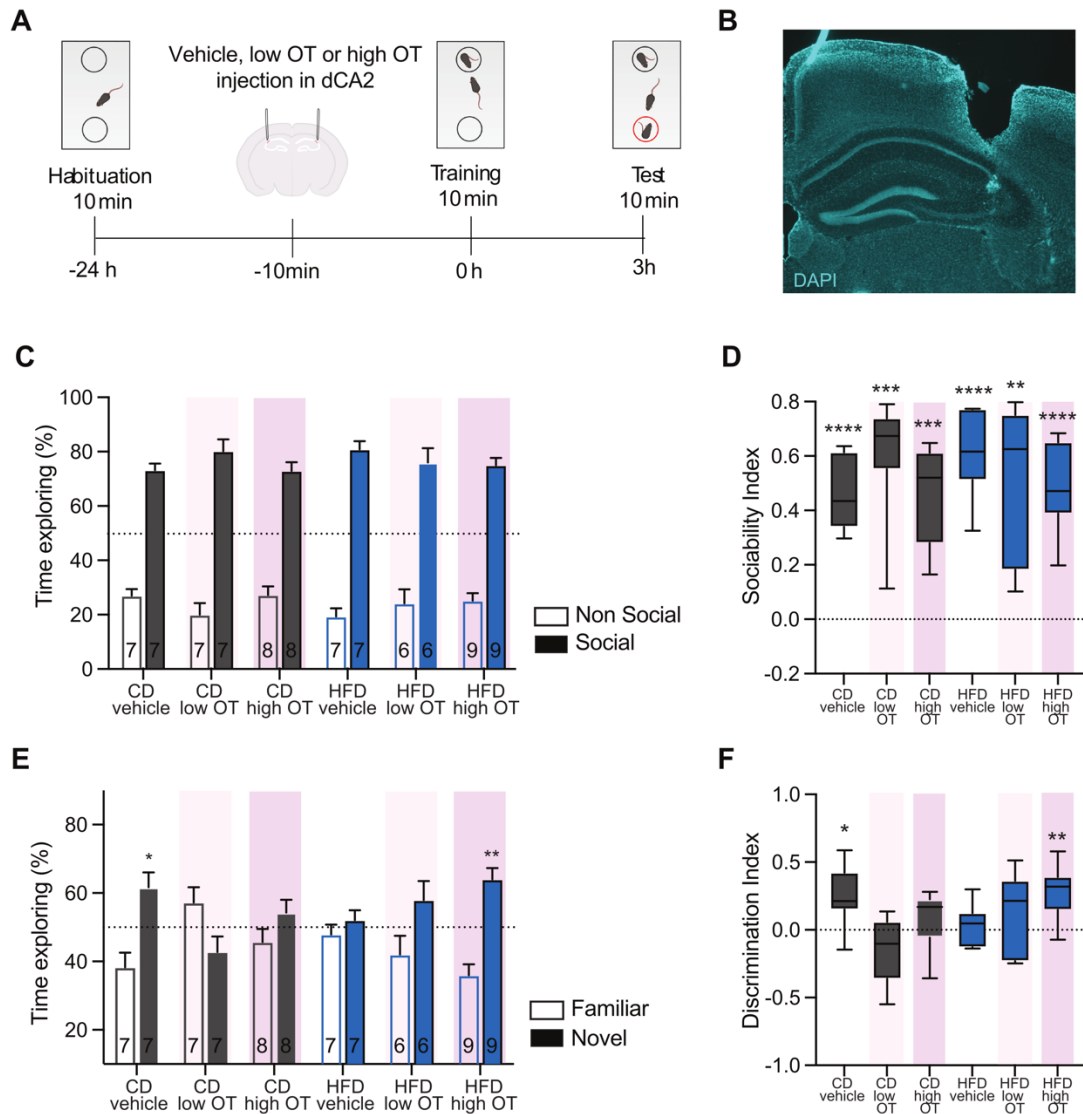 A
Vehicle, low OT or high OT
injection in dCA2
Habituation
10 min
Training
10 min
Test
10 min
-24 h
-10min
0 h
3h
B
DAPI
C
Time exploring (%)
100
80
60
40
20
0
7 7 7 7 8 8 7 7 6 6 9 9
CD
vehicle
CD
low OT
CD
high OT
HFD
vehicle
HFD
low OT
HFD
high OT
Non Social
Social
D
Sociability Index
0.8
0.6
0.4
0.2
0.0
-0.2
**** *** *** **** ** ****
CD
vehicle
CD
low
OT
CD
high
OT
HFD
vehicle
HFD
low
OT
HFD
high
OT
E
Time exploring (%)
80
60
40
20
* **
7 7 7 7 8 8 7 7 6 6 9 9
CD
vehicle
CD
low OT
CD
high OT
HFD
vehicle
HFD
low OT
HFD
high OT
Familiar
Novel
F
Discrimination Index
1.0
0.5
0.0
-0.5
-1.0
* **
CD
vehicle
CD
low
OT
CD
high
OT
HFD
vehicle
HFD
low
OT
HFD
high
OT